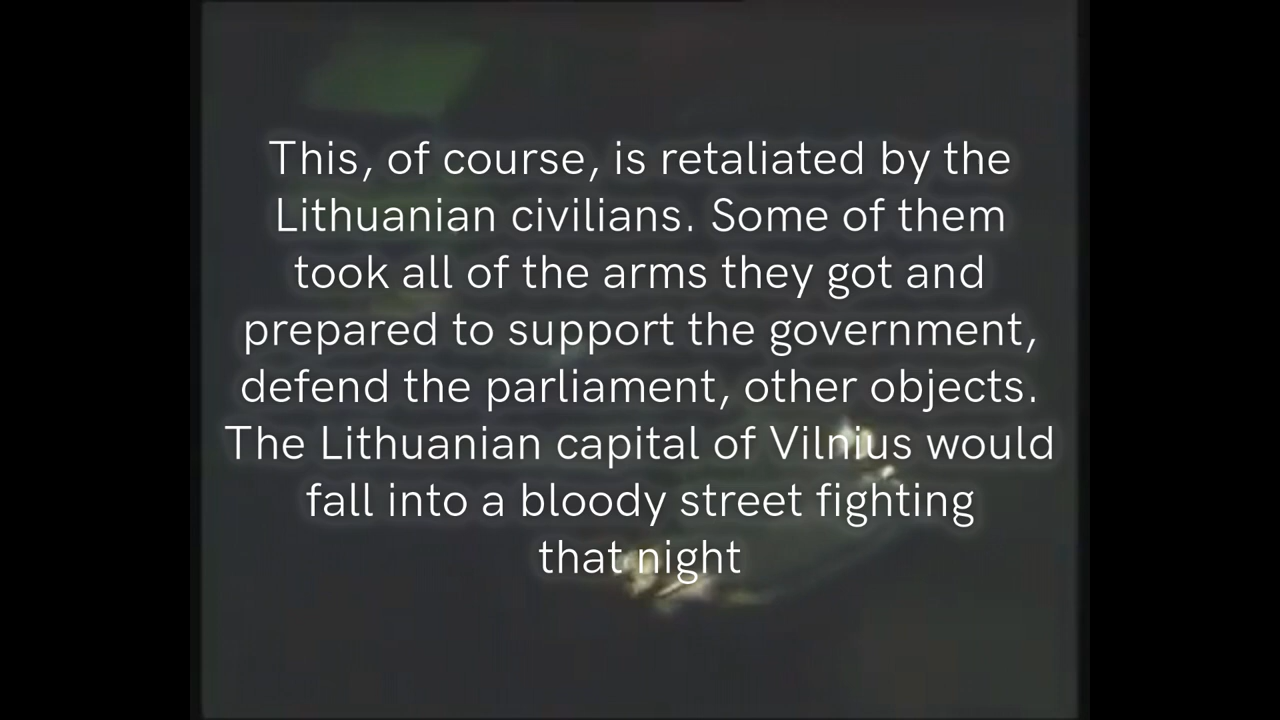 This, of course, is retaliated by the
Lithuanian civilians. Some of them
took all of the arms they got and
prepared to support the government,
defend the parliament, other objects.
The Lithuanian capital of Vilnius would
fall into a bloody street fighting
that night